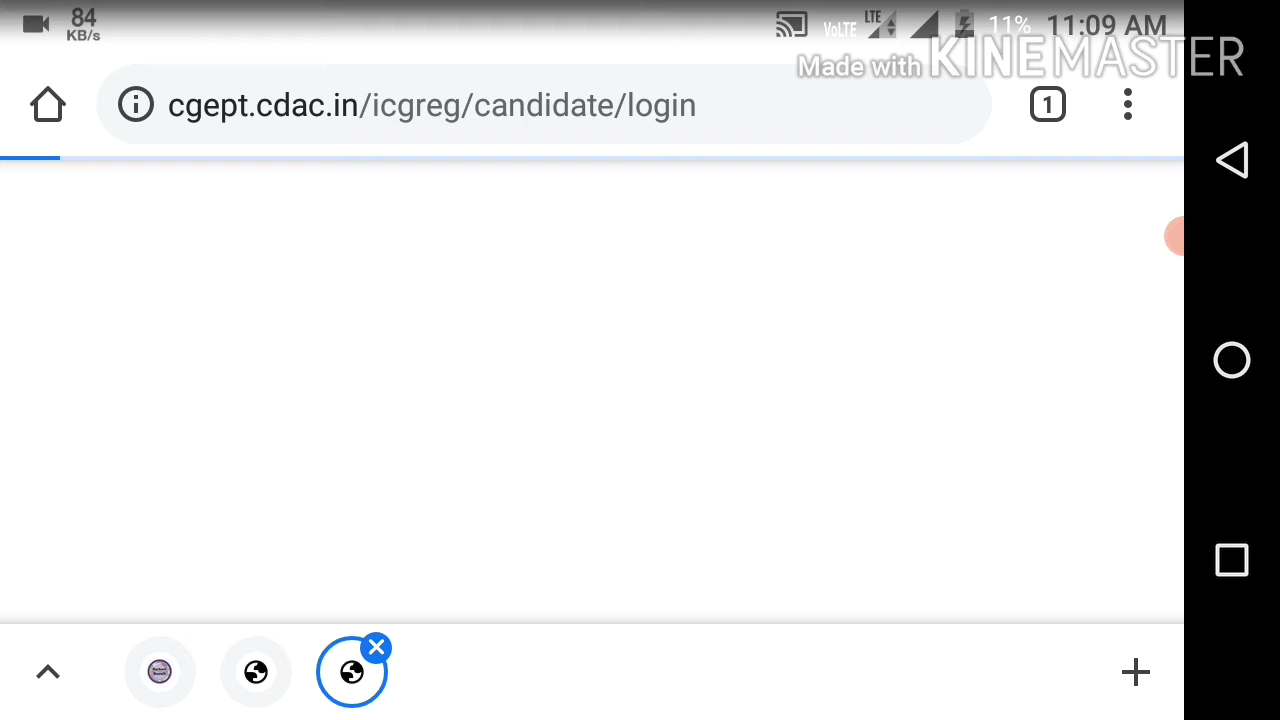 84
KB/s
VoLTE
LTE
11%
11:09 AM
Made with KINEMASTER
cgept.cdac.in/icgreg/candidate/login
1